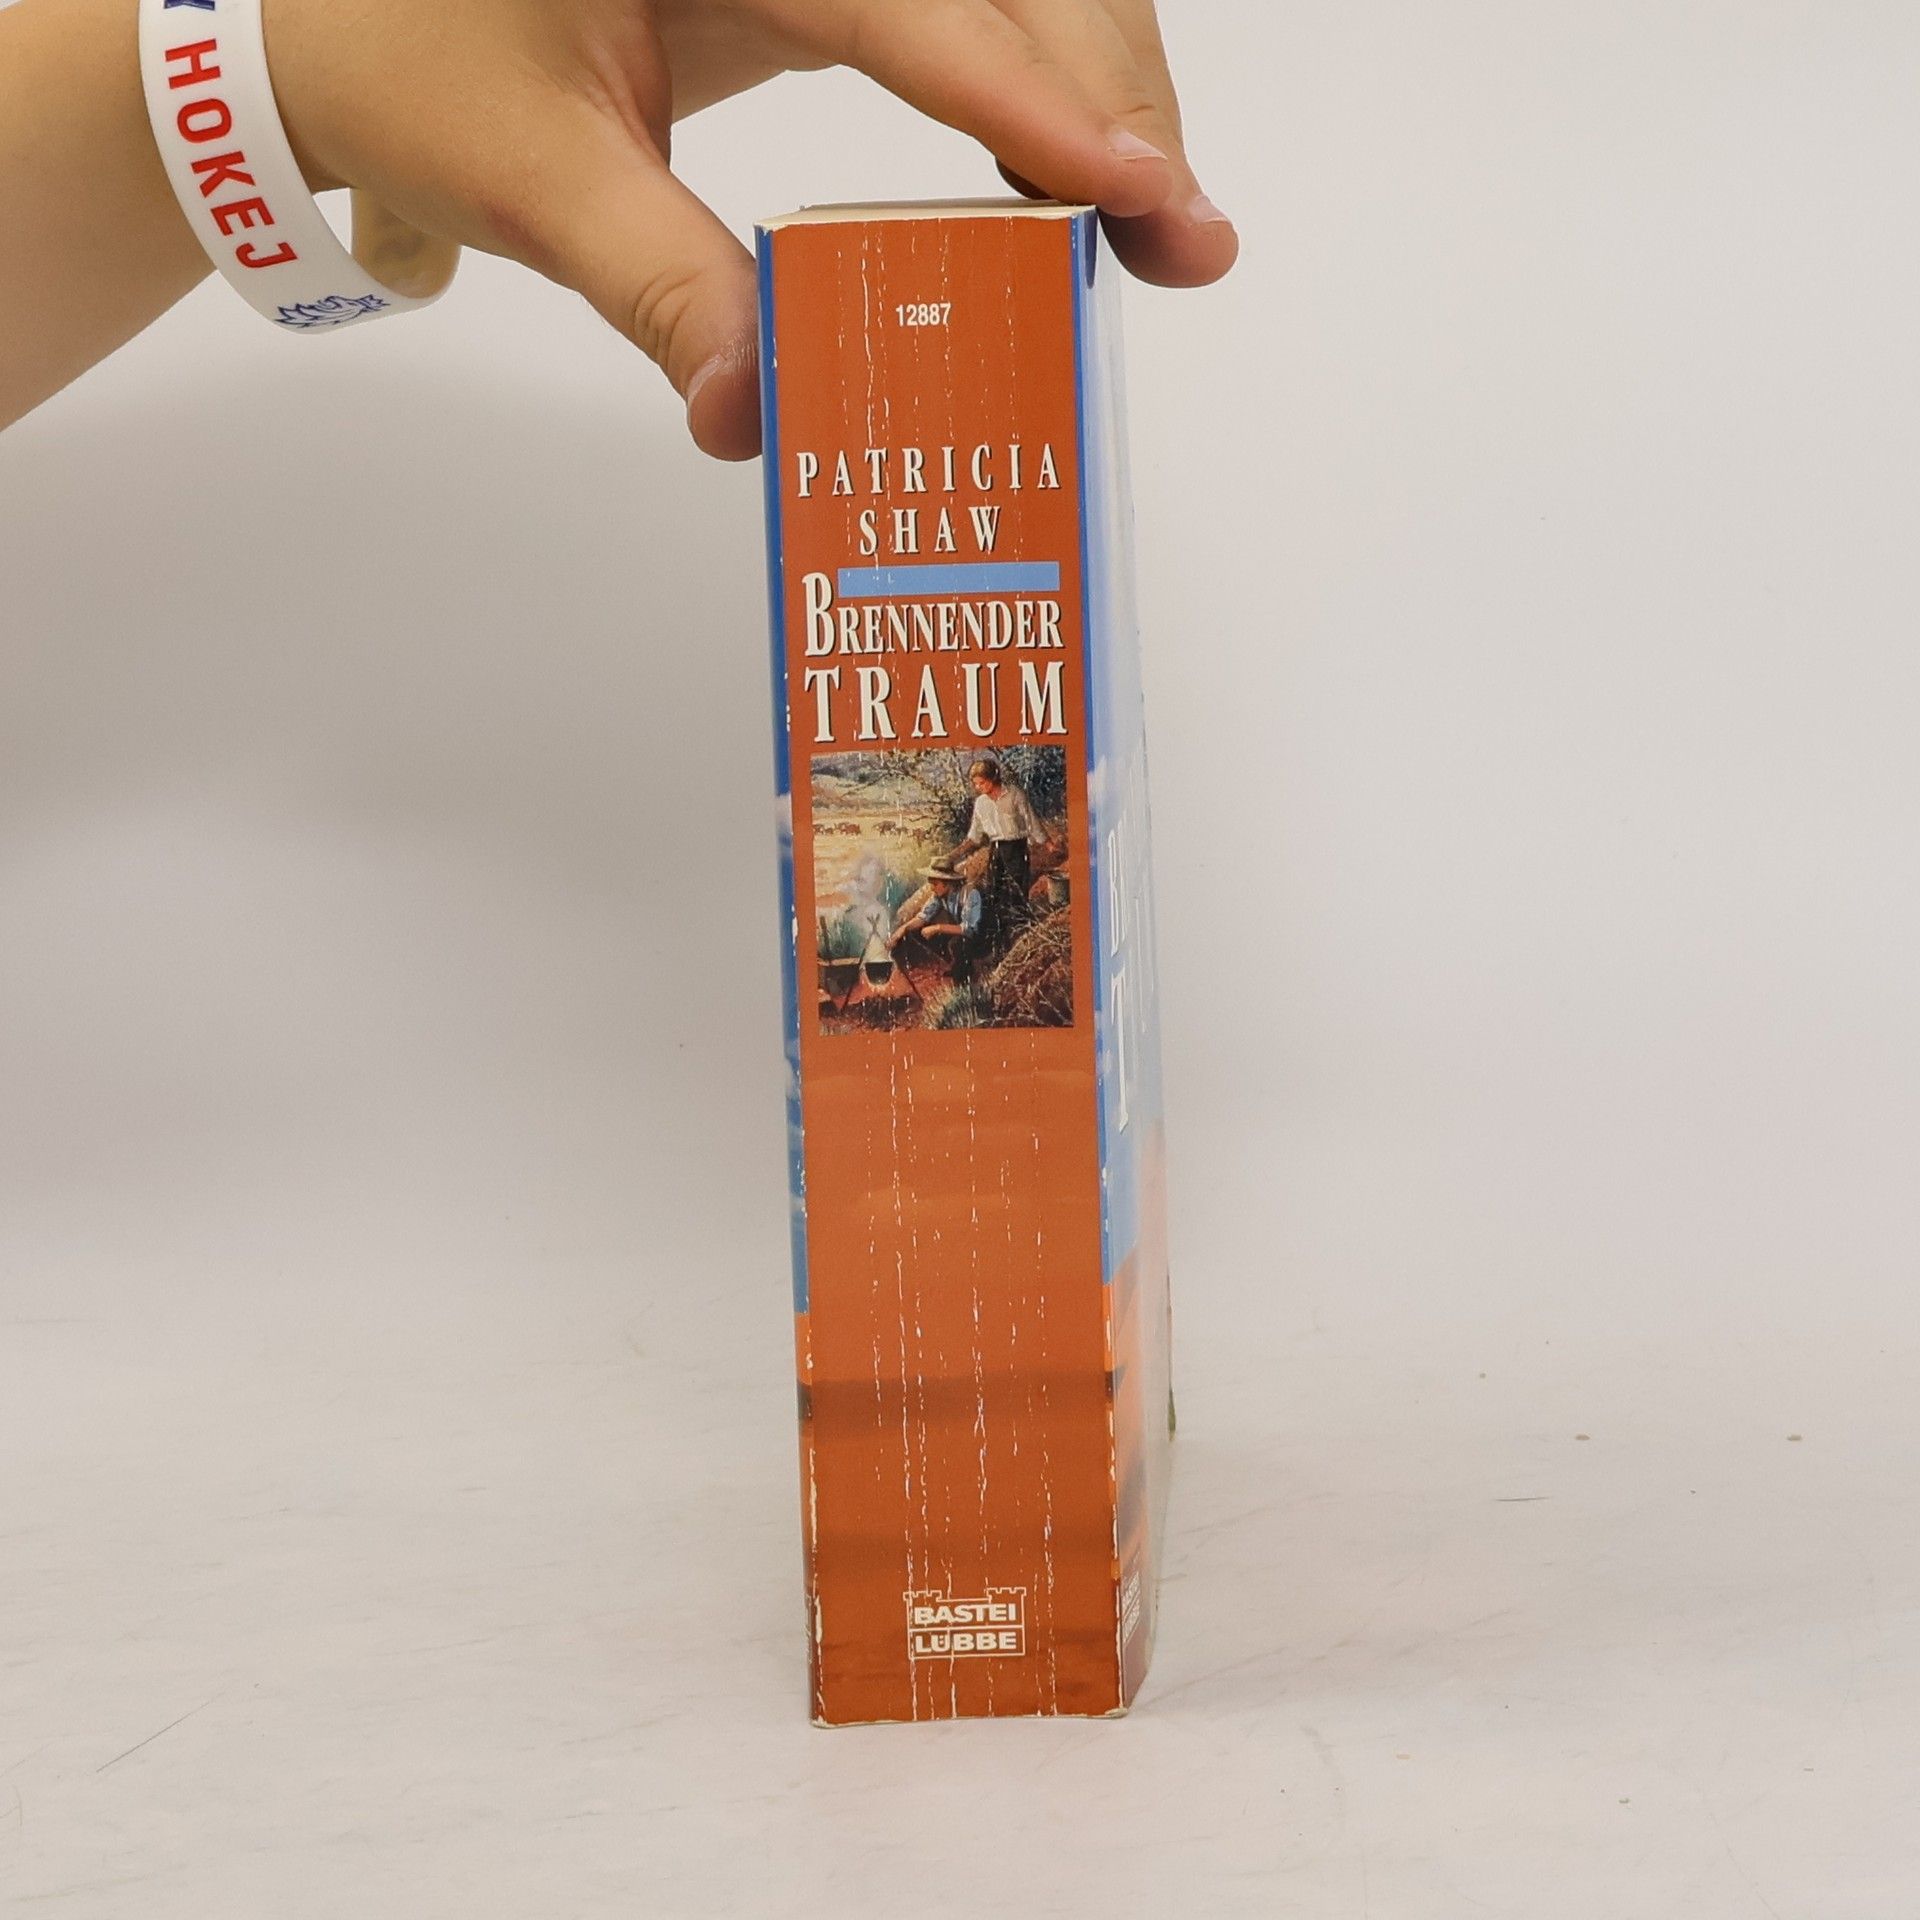 HOKEJ
12887
PATRICIA
SHAW
BRENNENDER
TRAUM
BASTEI
LÜBBE